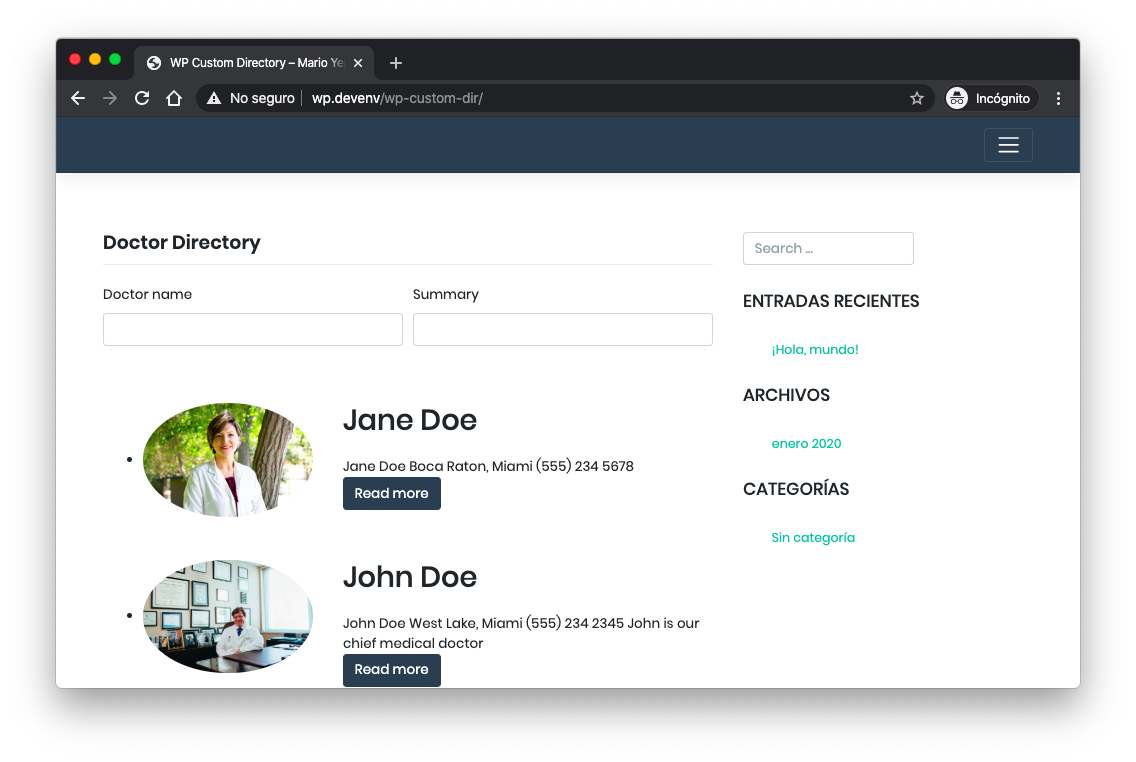 WP Custom Directory – Mario Ye
No seguro
wp.devenv/wp-custom-dir/
Incógnito
Doctor Directory
Doctor name
Summary
Jane Doe
Jane Doe Boca Raton, Miami (555) 234 5678
Read more
John Doe
John Doe West Lake, Miami (555) 234 2345 John is our
chief medical doctor
Read more
Search ...
ENTRADAS RECIENTES
¡Hola, mundo!
ARCHIVOS
enero 2020
CATEGORÍAS
Sin categoría